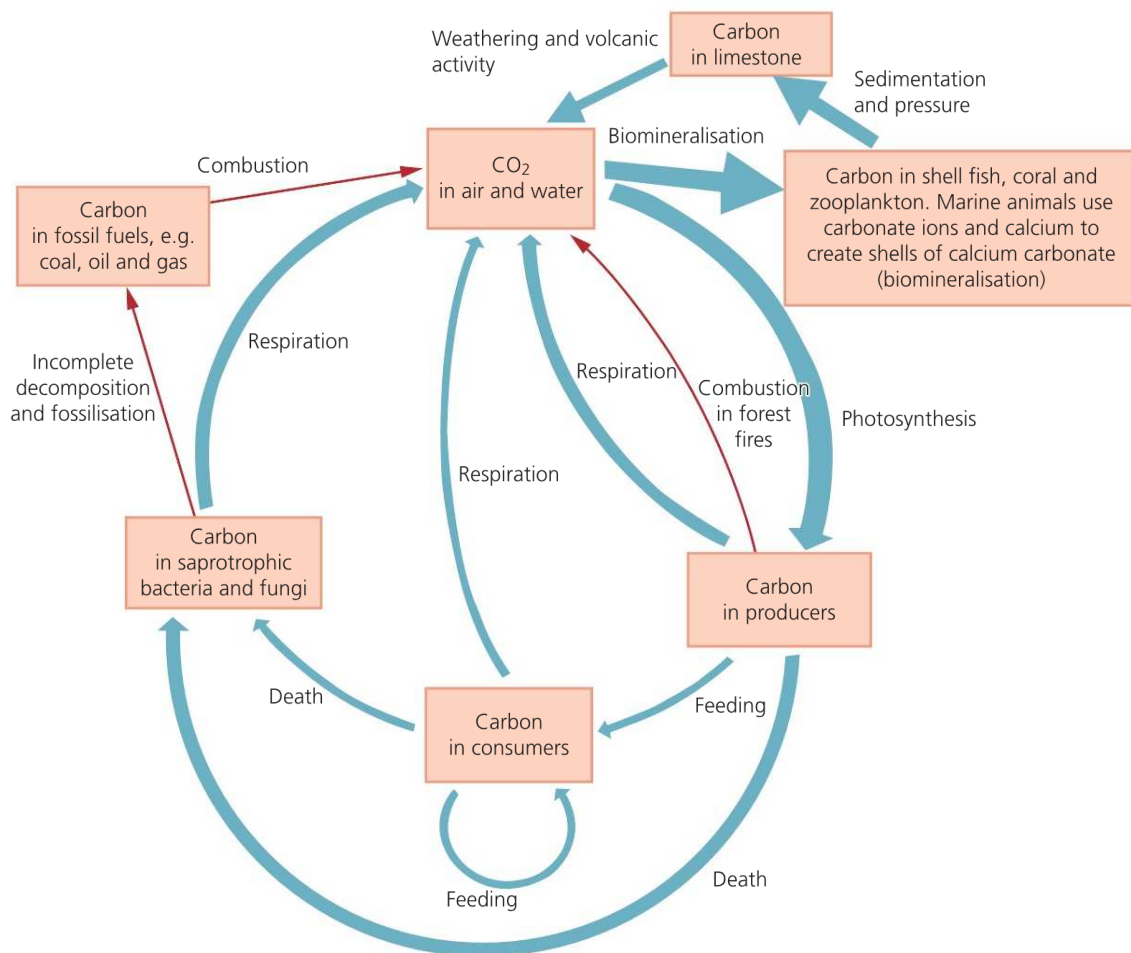 Weathering and volcanic
activity
Carbon
in limestone
Sedimentation
and pressure
Combustion
CO₂
in air and water
Biomineralisation
Carbon in shell fish, coral and
zooplankton. Marine animals use
carbonate ions and calcium to
create shells of calcium carbonate
(biomineralisation)
Carbon
in fossil fuels, e.g.
coal, oil and gas
Incomplete
decomposition
and fossilisation
Respiration
Respiration
Respiration
Combustion
in forest
fires
Photosynthesis
Carbon
in saprotrophic
bacteria and fungi
Carbon
in producers
Death
Carbon
in consumers
Feeding
Feeding
Death